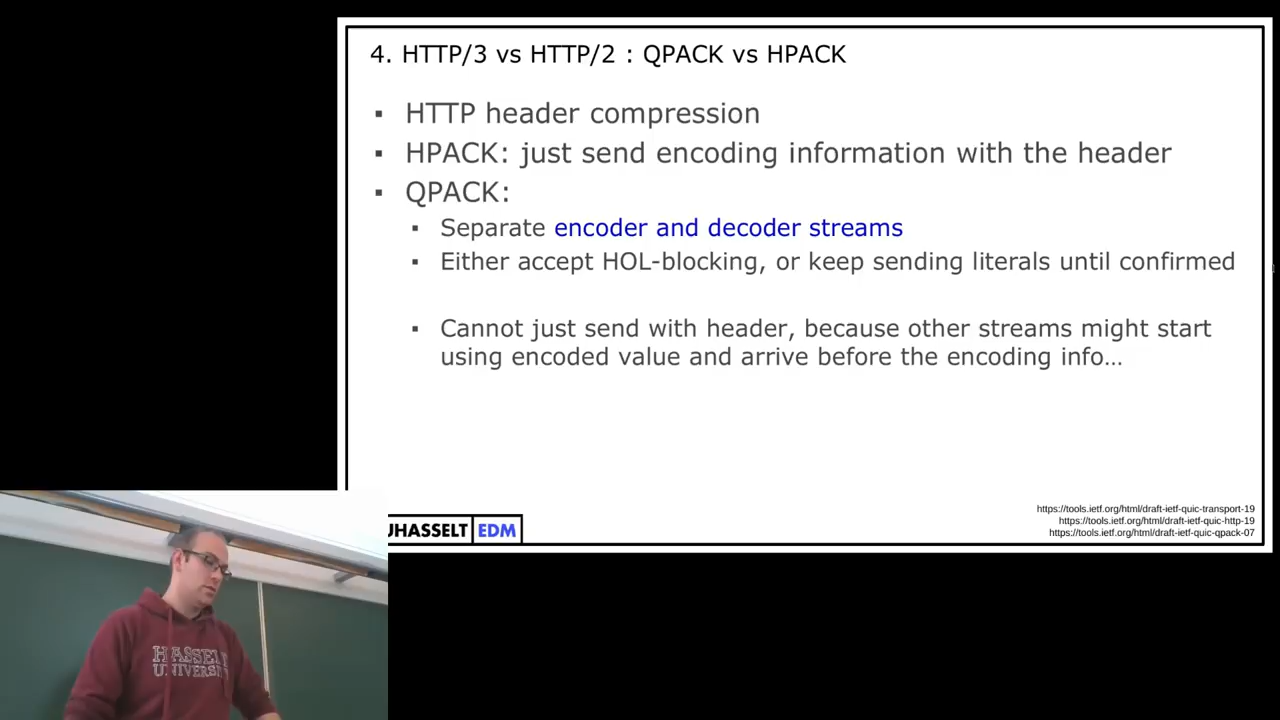 4. HTTP/3 vs HTTP/2 : QPACK vs HPACK
HTTP header compression
HPACK: just send encoding information with the header
QPACK:
Separate encoder and decoder streams
Either accept HOL-blocking, or keep sending literals until confirmed
Cannot just send with header, because other streams might start
using encoded value and arrive before the encoding info…
UHASSELT EDM
https://tools.ietf.org/html/draft-ietf-quic-transport-19
https://tools.ietf.org/html/draft-ietf-quic-http-19
https://tools.ietf.org/html/draft-ietf-quic-qpack-07
HASSELT
UNIVERSITY